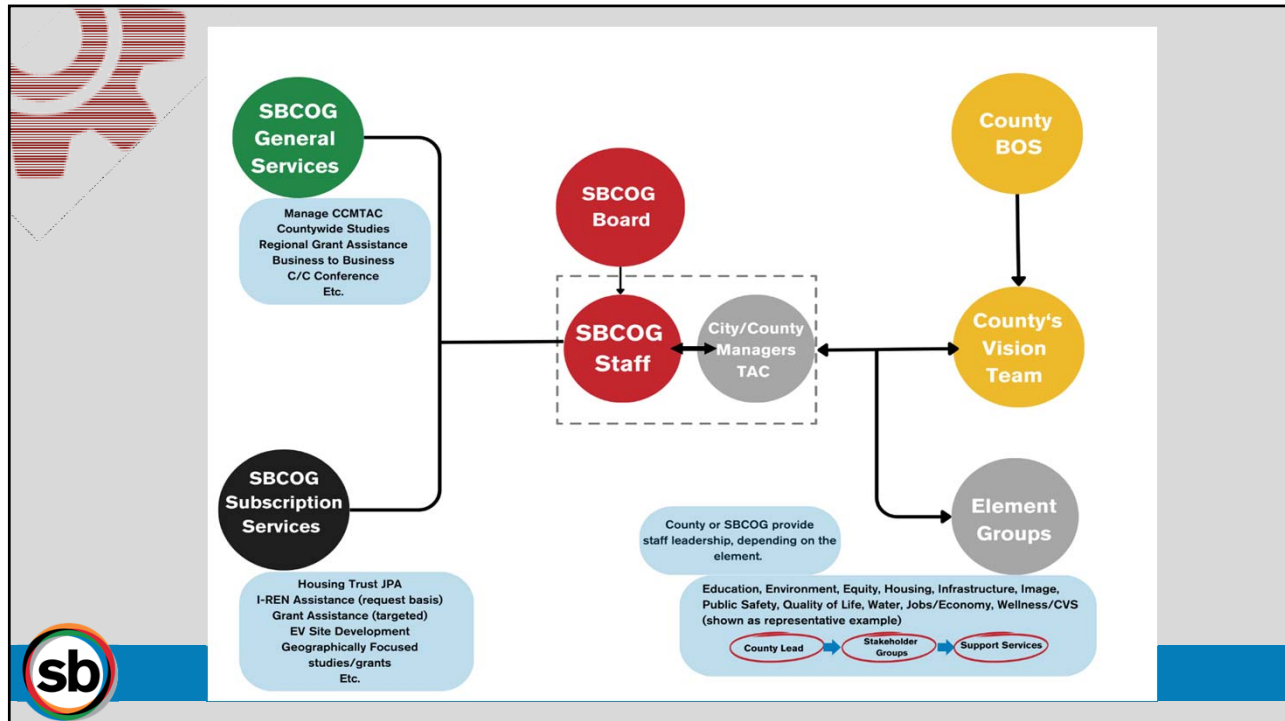 SBCOG
General
Services
Manage CCMTAC
Countywide Studies
Regional Grant Assistance
Business to Business
C/C Conference
Etc.
SBCOG
Board
County
BOS
SBCOG
Staff
City/County
Managers
TAC
County's
Vision
Team
SBCOG
Subscription
Services
Housing Trust JPA
I-REN Assistance (request basis)
Grant Assistance (targeted)
EV Site Development
Geographically Focused
studies/grants
Etc.
Element
Groups
County or SBCOG provide
staff leadership, depending on the
element.
Education, Environment, Equity, Housing, Infrastructure, Image,
Public Safety, Quality of Life, Water, Jobs/Economy, Wellness/CVS
(shown as representative example)
County Lead
Stakeholder
Groups
Support Services
sb